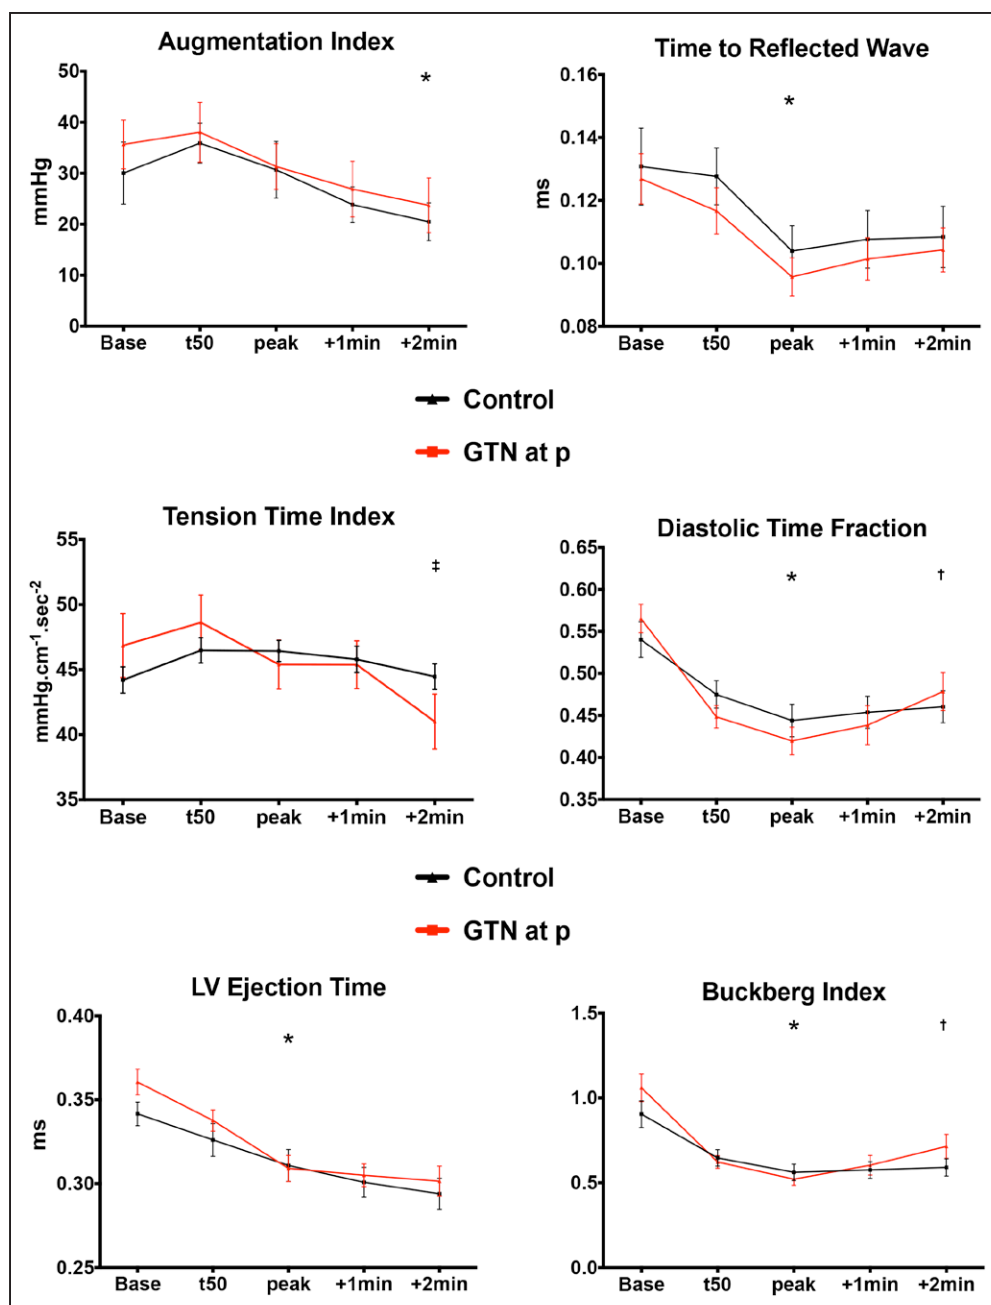 Augmentation Index
Time to Reflected Wave
50
40
30
20
10
0
mmHg
*
Base t50 peak +1min +2min
0.16
0.14
0.12
0.10
0.08
ms
*
Base t50 peak +1min +2min
Control
GTN at p
Tension Time Index
Diastolic Time Fraction
55
50
45
40
35
mmHg.cm⁻¹.sec⁻²
‡
Base t50 peak +1min +2min
0.65
0.60
0.55
0.50
0.45
0.40
0.35
ms
* †
Base t50 peak +1min +2min
Control
GTN at p
LV Ejection Time
Buckberg Index
0.40
0.35
0.30
0.25
ms
*
Base t50 peak +1min +2min
1.5
1.0
0.5
0.0
* †
Base t50 peak +1min +2min